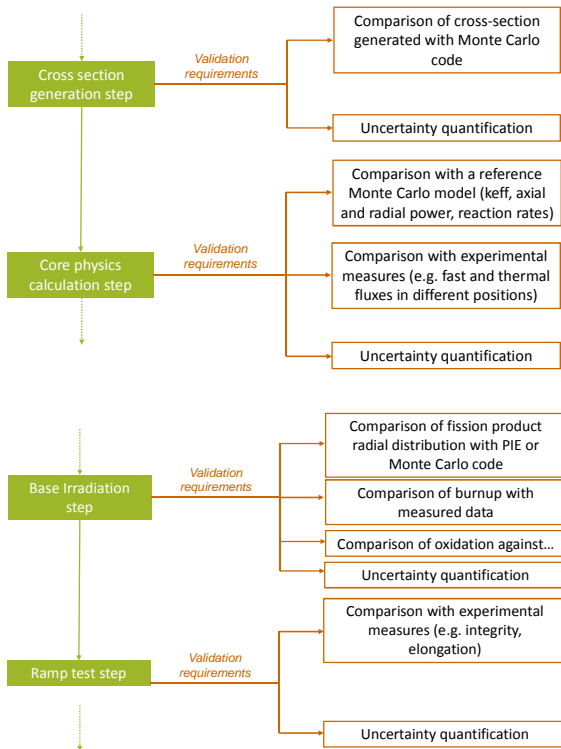 Cross section
generation step
Validation
requirements
Comparison of cross-section
generated with Monte Carlo
code
Uncertainty quantification
Core physics
calculation step
Validation
requirements
Comparison with a reference
Monte Carlo model (keff, axial
and radial power, reaction rates)
Comparison with experimental
measures (e.g. fast and thermal
fluxes in different positions)
Uncertainty quantification
Base Irradiation
step
Validation
requirements
Comparison of fission product
radial distribution with PIE or
Monte Carlo code
Comparison of burnup with
measured data
Comparison of oxidation against…
Uncertainty quantification
Ramp test step
Validation
requirements
Comparison with experimental
measures (e.g. integrity,
elongation)
Uncertainty quantification